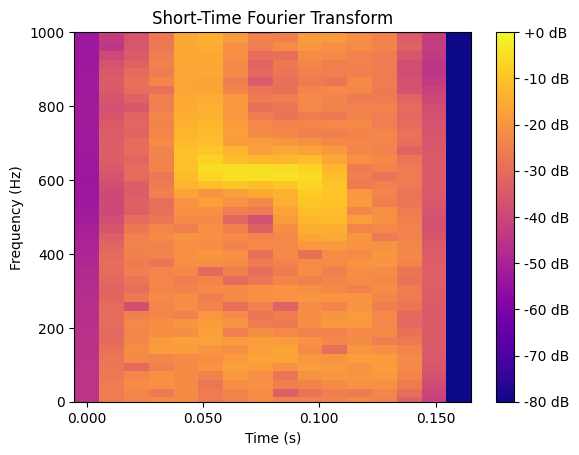 Short-Time Fourier Transform
1000
800
600
400
200
0
Frequency (Hz)
0.000
0.050
0.100
0.150
Time (s)
+0 dB
-10 dB
-20 dB
-30 dB
-40 dB
-50 dB
-60 dB
-70 dB
-80 dB